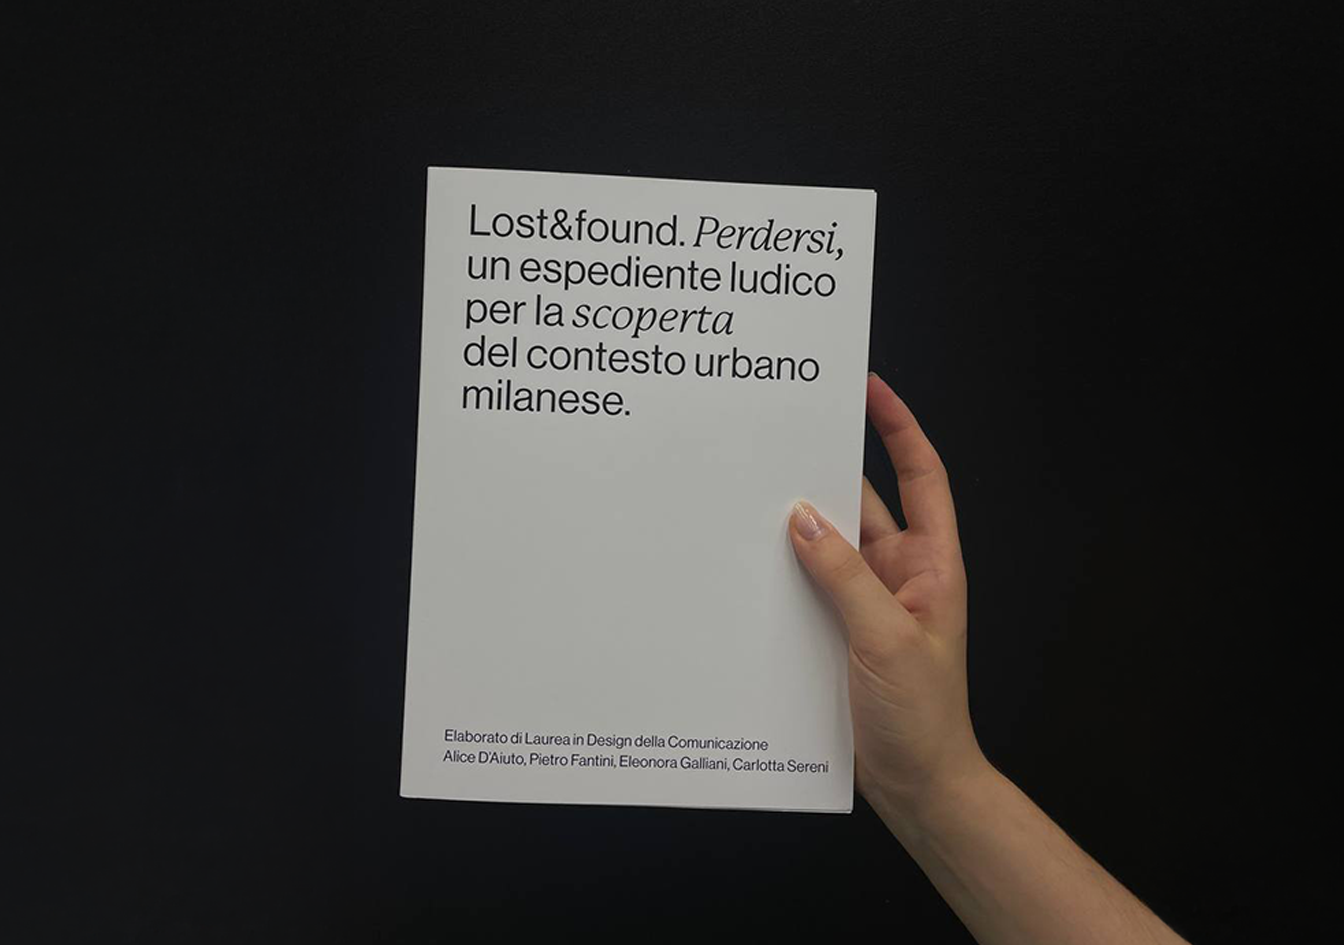 Lost&found. Perdersi,
un espediente ludico
per la scoperta
del contesto urbano
milanese.
Elaborato di Laurea in Design della Comunicazione
Alice D'Aiuto, Pietro Fantini, Eleonora Galliani, Carlotta Sereni